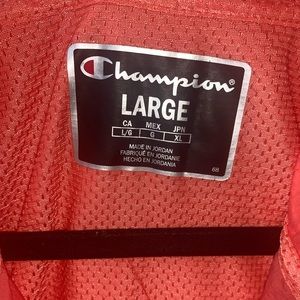 Champion
LARGE
CA MEX JPN
L/G G XL
MADE IN JORDAN
FABRIQUÉ EN JORDANIE
HECHO EN JORDANIA
68